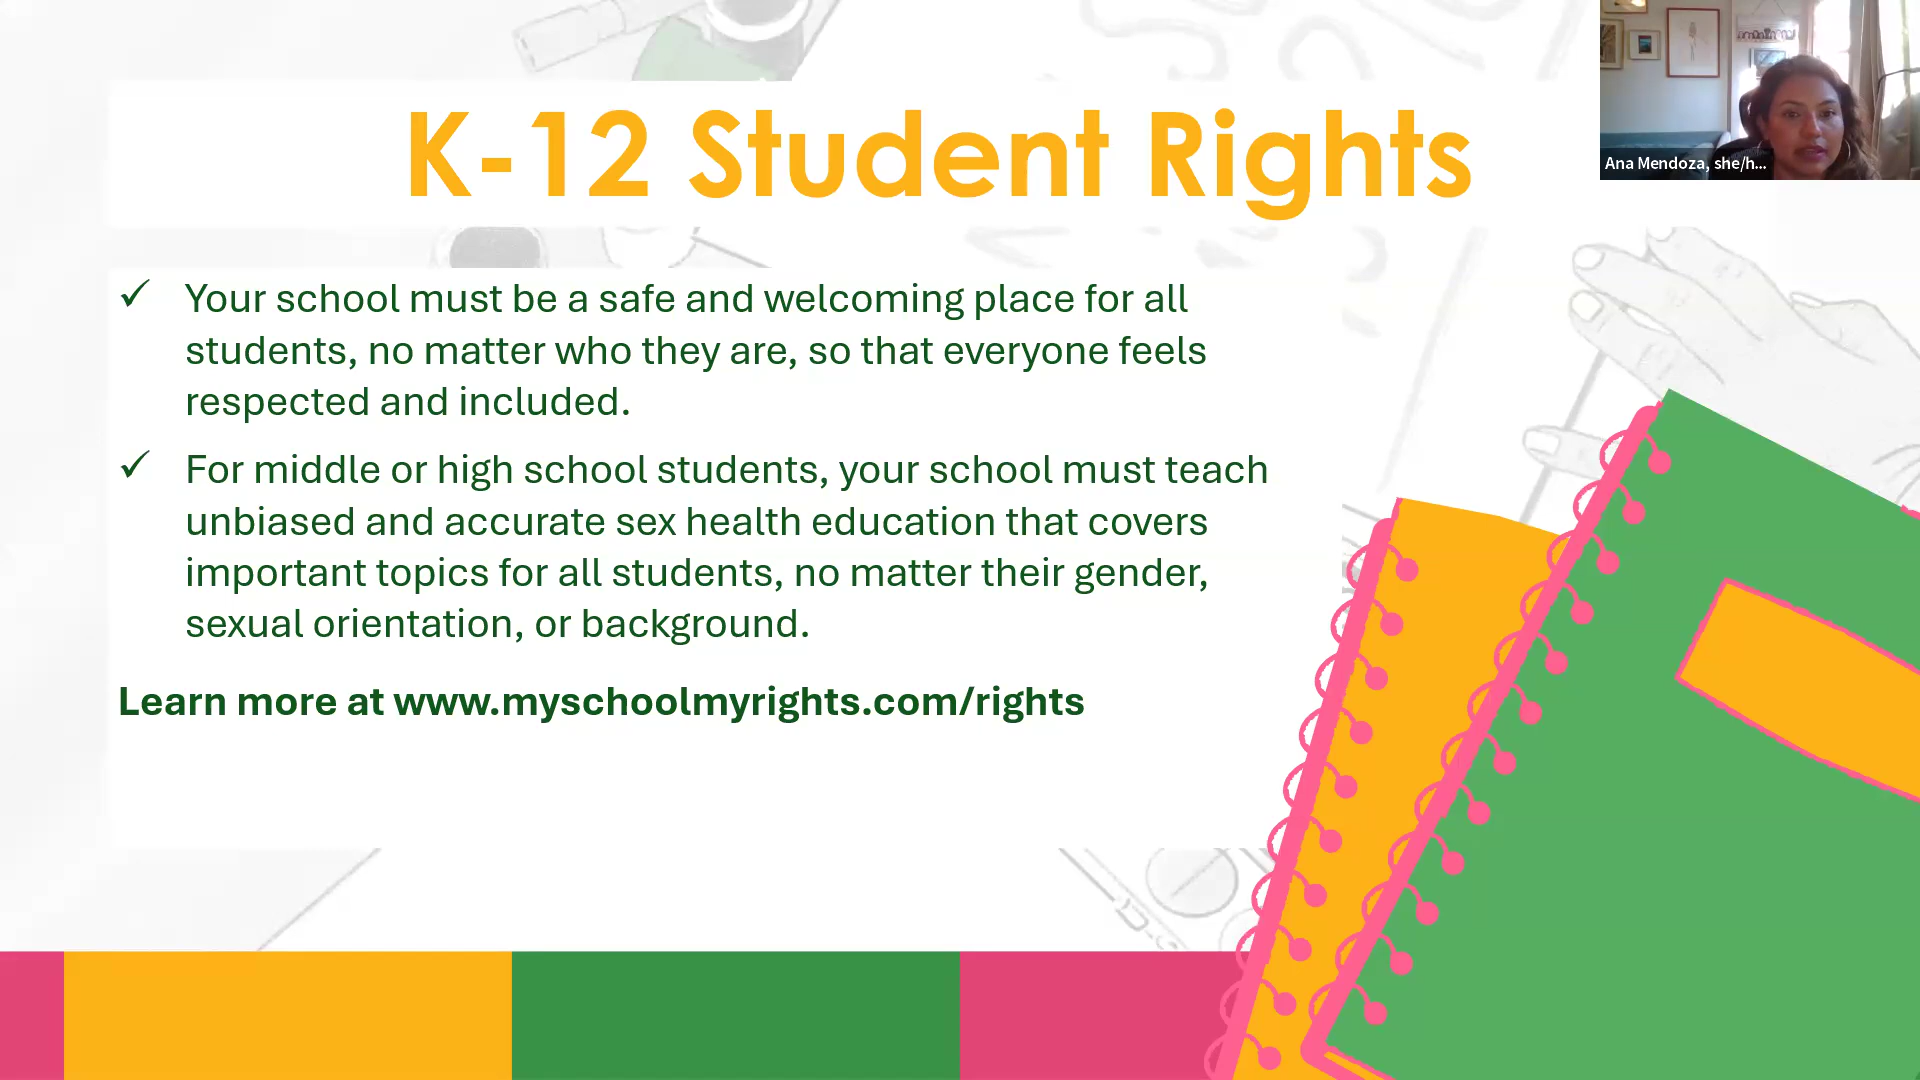 K-12 Student Rights
Ana Mendoza, she/h...
✓ Your school must be a safe and welcoming place for all
students, no matter who they are, so that everyone feels
respected and included.
✓ For middle or high school students, your school must teach
unbiased and accurate sex health education that covers
important topics for all students, no matter their gender,
sexual orientation, or background.
Learn more at www.myschoolmyrights.com/rights